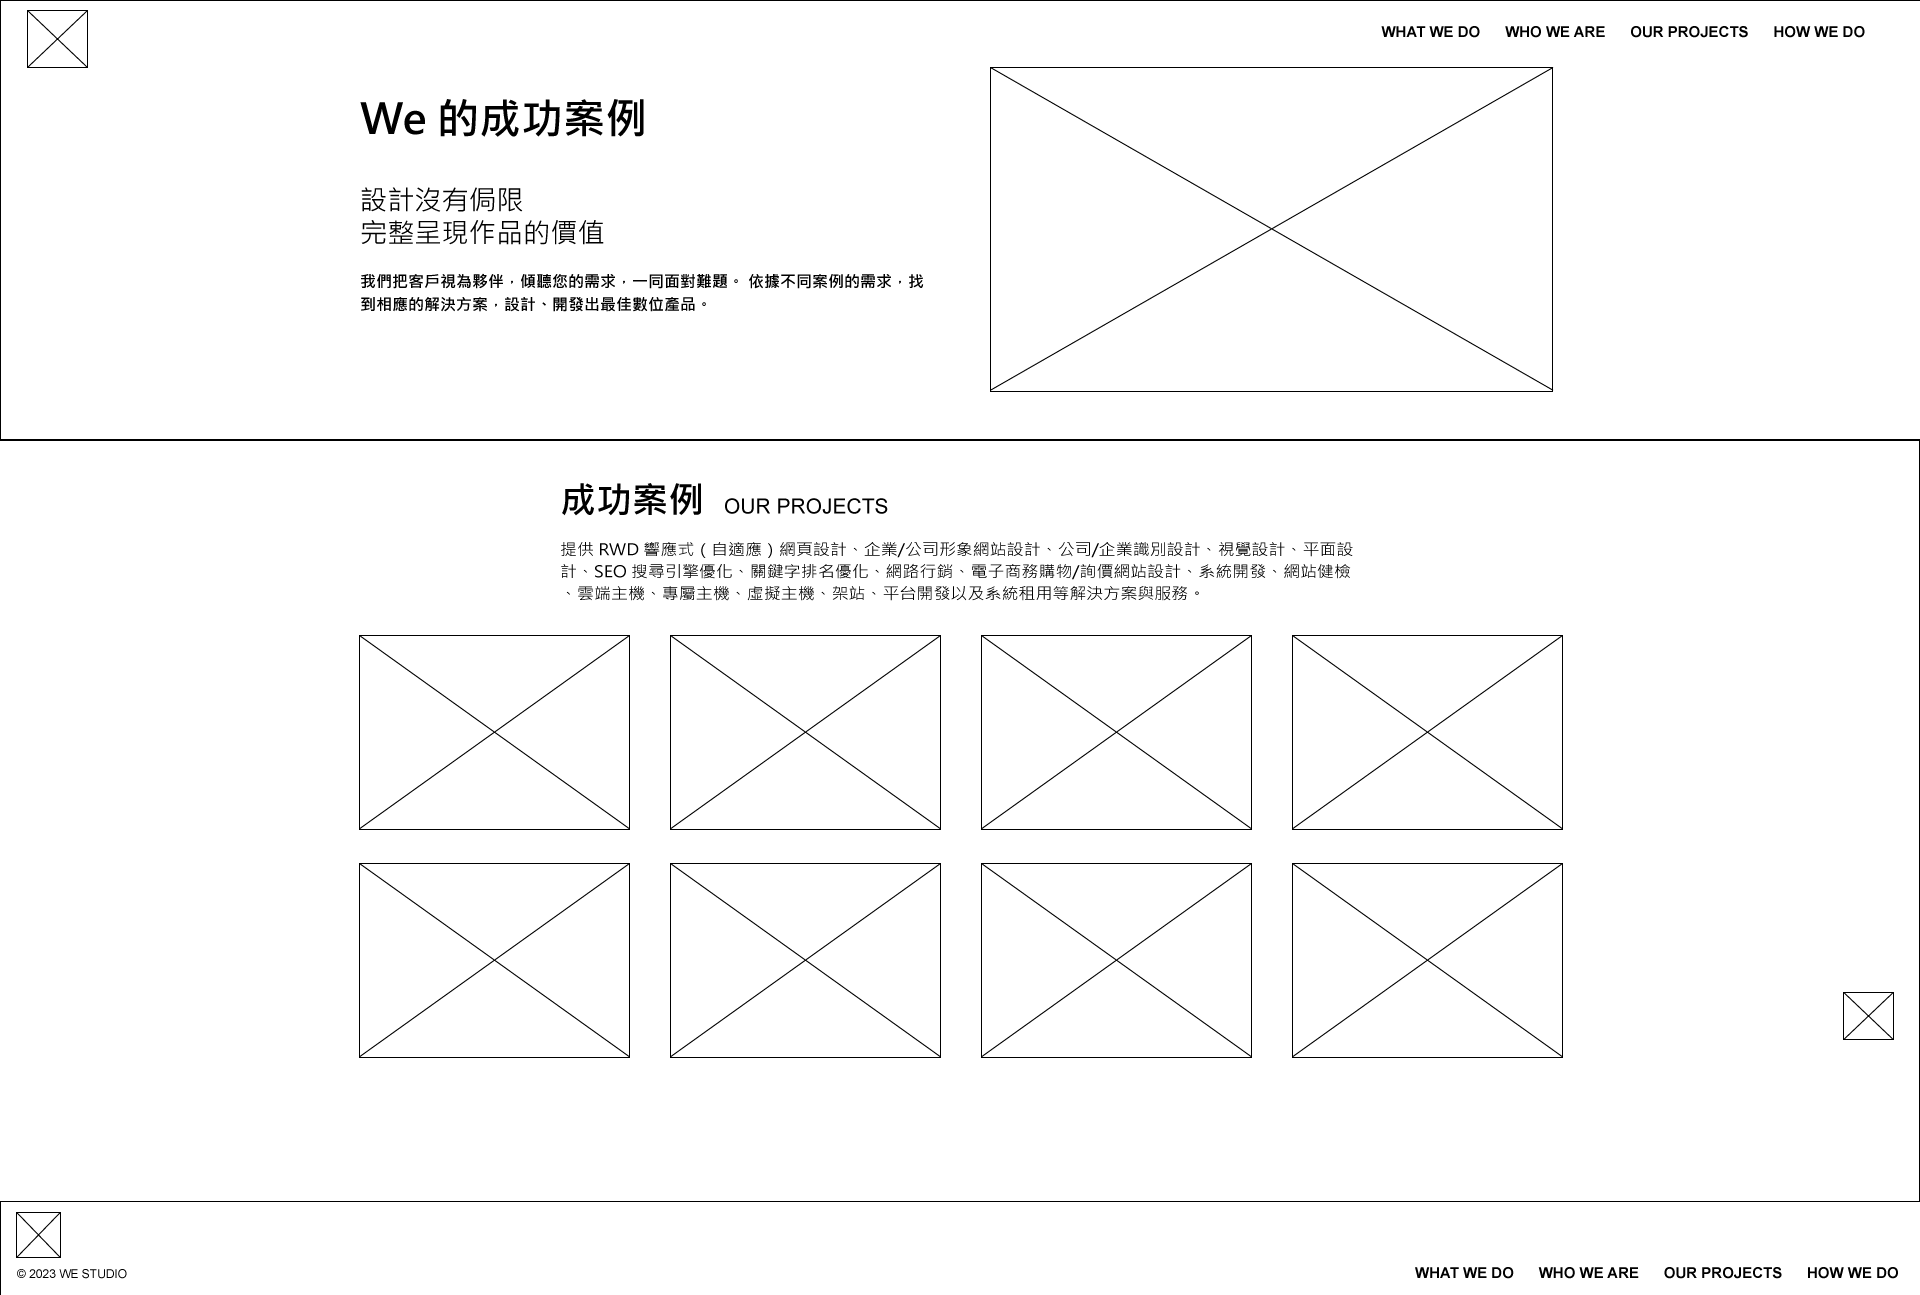 WHAT WE DO WHO WE ARE OUR PROJECTS HOW WE DO
We 的成功案例
設計沒有侷限
完整呈現作品的價值
我們把客戶視為夥伴，傾聽您的需求，一同面對難題。 依據不同案例的需求，找
到相應的解決方案，設計、開發出最佳數位產品。
成功案例 OUR PROJECTS
提供 RWD 響應式（自適應）網頁設計、企業/公司形象網站設計、公司/企業識別設計、視覺設計、平面設
計、SEO 搜尋引擎優化、關鍵字排名優化、網路行銷、電子商務購物/詢價網站設計、系統開發、網站健檢
、雲端主機、專屬主機、虛擬主機、架站、平台開發以及系統租用等解決方案與服務。
© 2023 WE STUDIO
WHAT WE DO WHO WE ARE OUR PROJECTS HOW WE DO